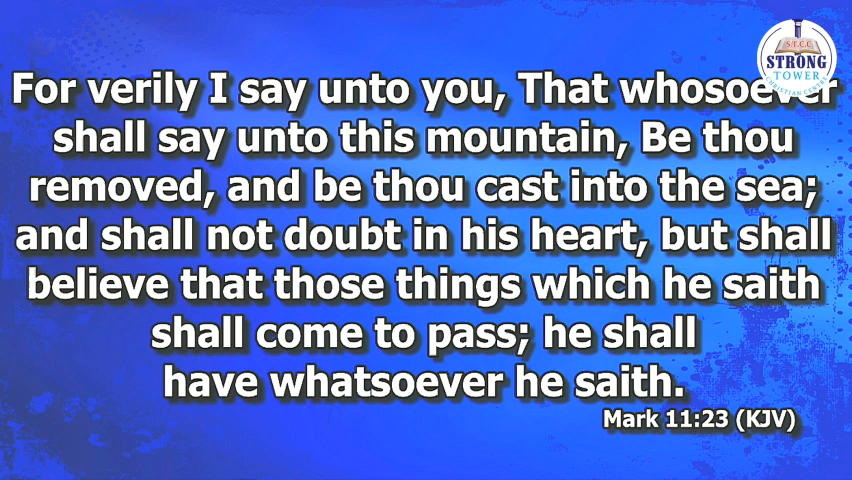 S.T.C.C
STRONG
TOWER
CHRISTIAN CENTRE
For verily I say unto you, That whosoever
shall say unto this mountain, Be thou
removed, and be thou cast into the sea;
and shall not doubt in his heart, but shall
believe that those things which he saith
shall come to pass; he shall
have whatsoever he saith.
Mark 11:23 (KJV)